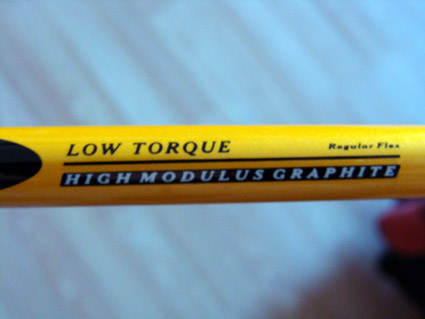 LOW TORQUE Regular Flex
HIGH MODULUS GRAPHITE